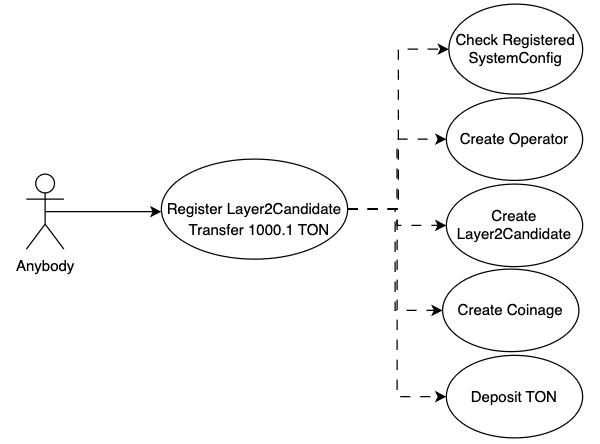 Anybody
Register Layer2Candidate
Transfer 1000.1 TON
Check Registered
SystemConfig
Create Operator
Create
Layer2Candidate
Create Coinage
Deposit TON